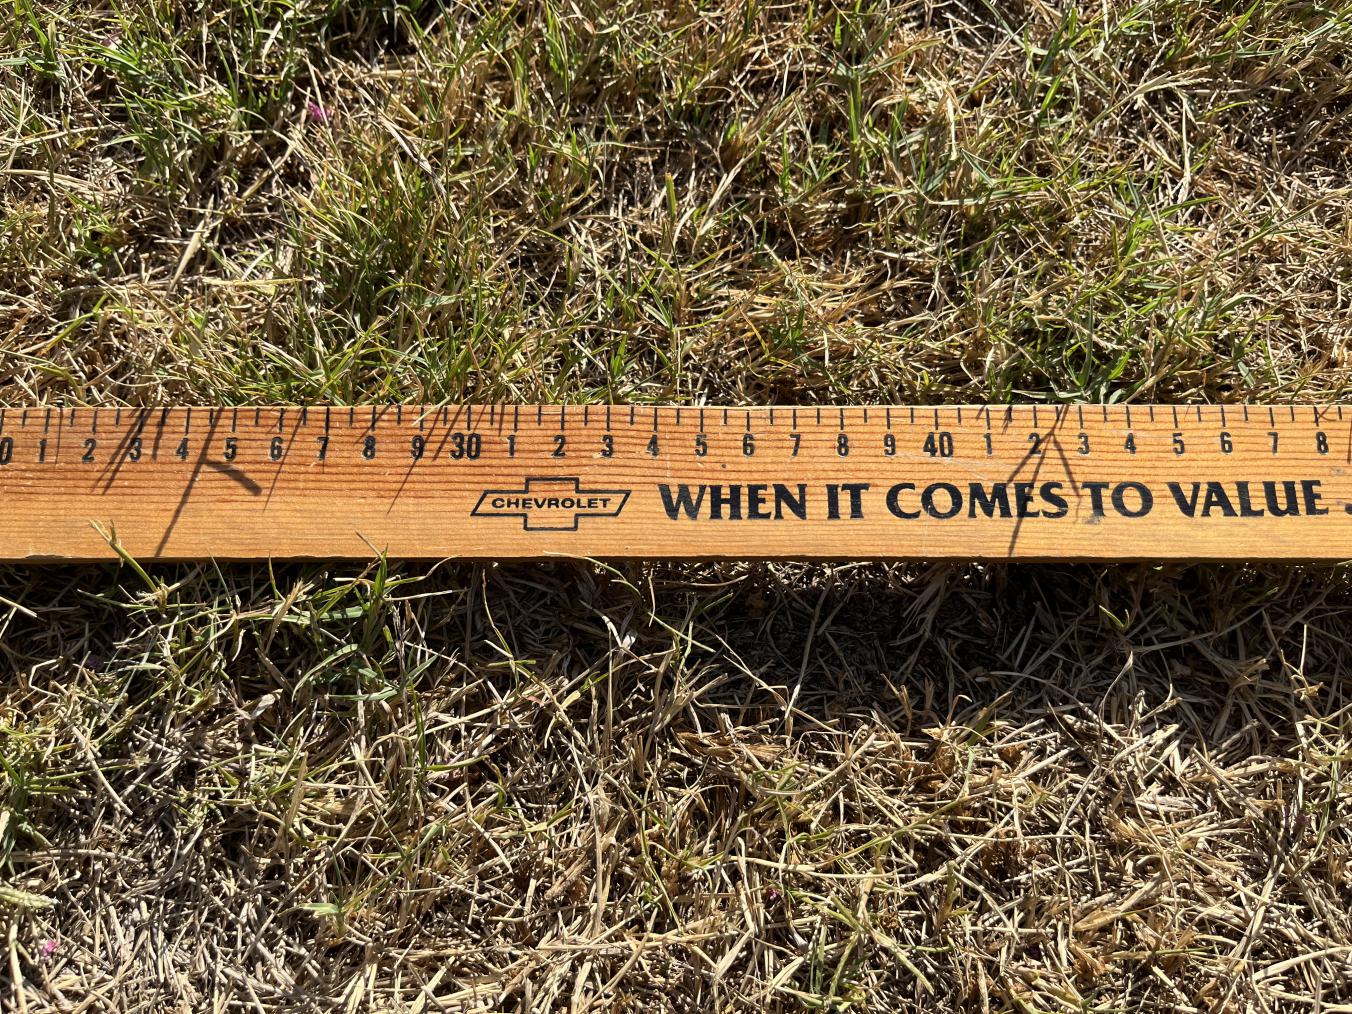 0 1 2 3 4 5 6 7 8 9 30 1 2 3 4 5 6 7 8 9 40 1 2 3 4 5 6 7 8
CHEVROLET WHEN IT COMES TO VALUE